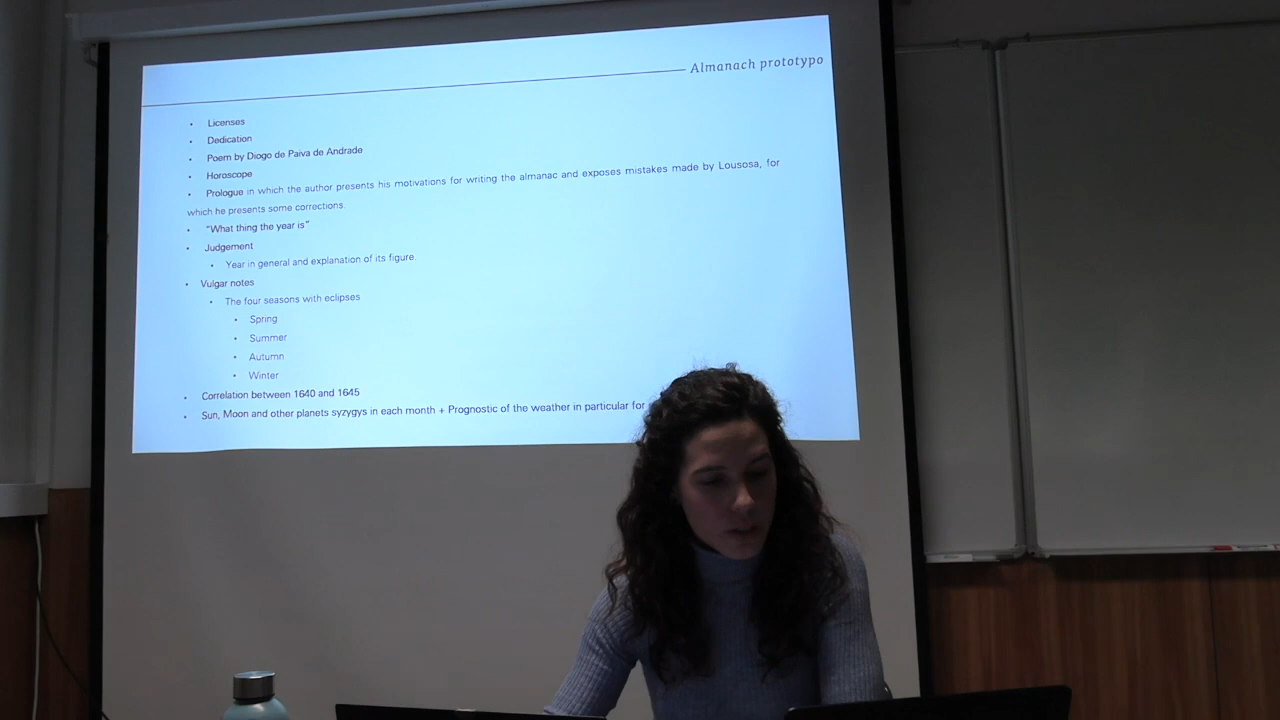 Almanach prototypo
• Licenses
• Dedication
• Poem by Diogo de Paiva de Andrade
• Horoscope
• Prologue in which the author presents his motivations for writing the almanac and exposes mistakes made by Lousosa, for
which he presents some corrections.
• “What thing the year is”
• Judgement
• Year in general and explanation of its figure.
• Vulgar notes
• The four seasons with eclipses
• Spring
• Summer
• Autumn
• Winter
• Correlation between 1640 and 1645
• Sun, Moon and other planets syzygys in each month + Prognostic of the weather in particular for